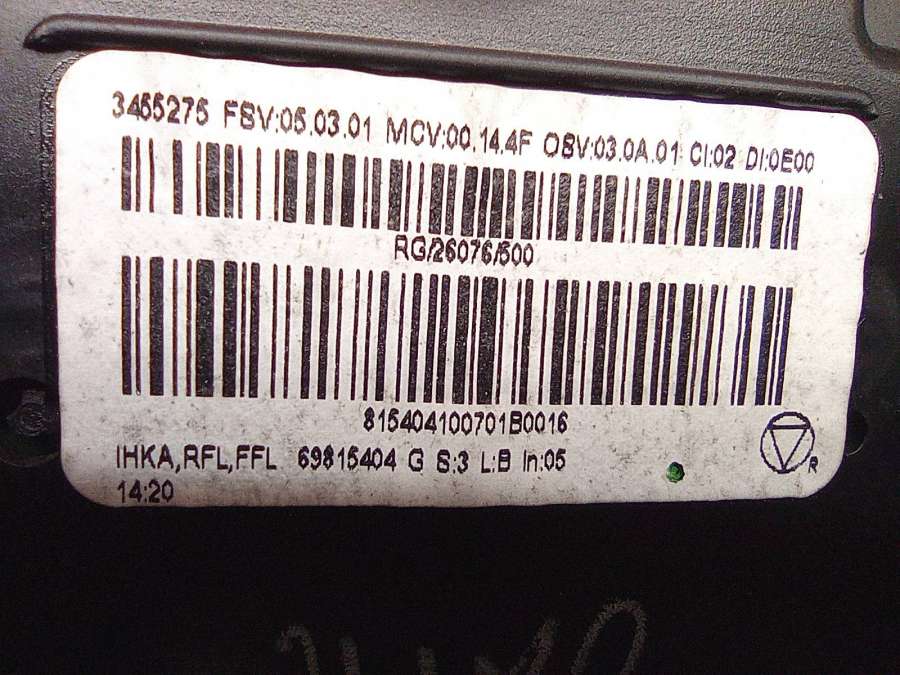 3455275 FSV:05.03.01 MCV:00.14.4F OSV:03.0A.01 CI:02 DI:0E00
RG/26076/500
815404100701B0016
IHKA,RFL,FFL 69815404 G S:3 L:B In:05
R
14:20